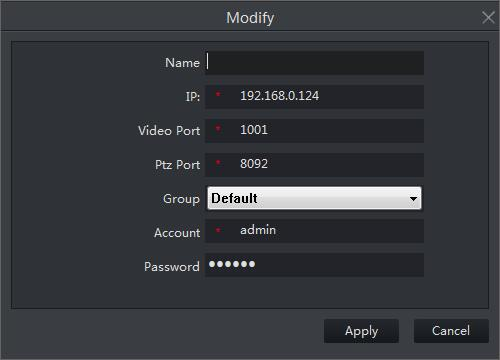 Modify
Name
IP: * 192.168.0.124
Video Port * 1001
Ptz Port * 8092
Group Default
Account * admin
Password ●●●●●●
Apply Cancel